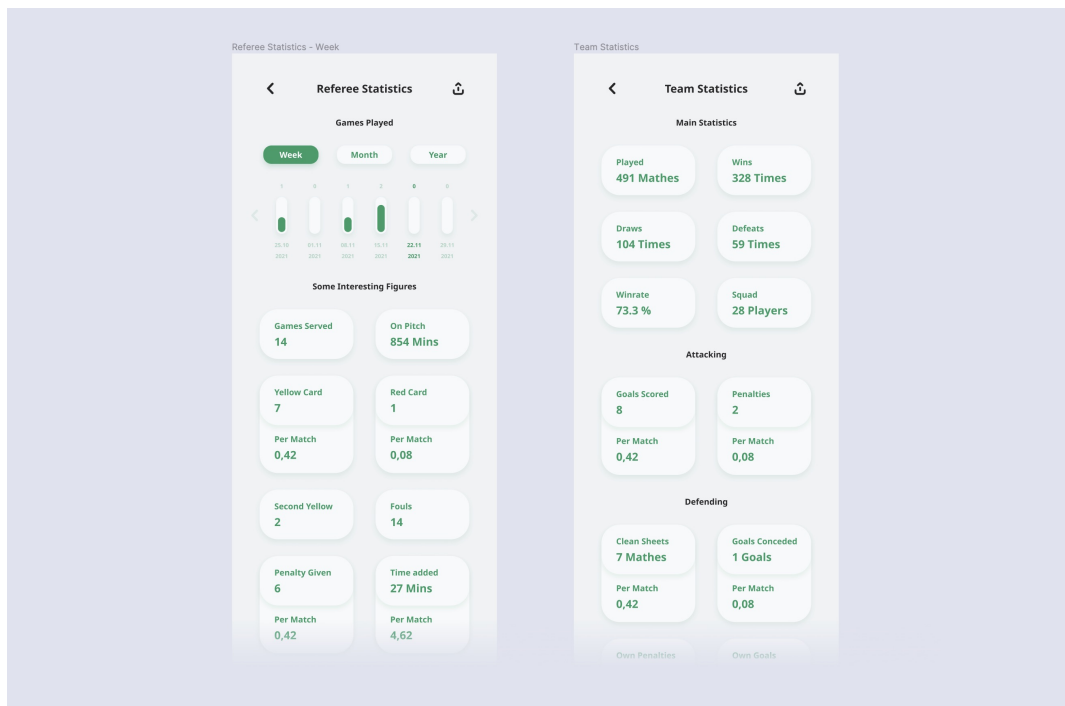 Referee Statistics - Week
Referee Statistics
Games Played
Week Month Year
1 0 1 2 0 0
25.10 01.11 08.11 15.11 22.11 29.11
2021 2021 2021 2021 2021 2021
Some Interesting Figures
Games Served
14
On Pitch
854 Mins
Yellow Card
7
Per Match
0,42
Red Card
1
Per Match
0,08
Second Yellow
2
Fouls
14
Penalty Given
6
Per Match
0,42
Time added
27 Mins
Per Match
4,62
Team Statistics
Team Statistics
Main Statistics
Played
491 Mathes
Wins
328 Times
Draws
104 Times
Defeats
59 Times
Winrate
73.3 %
Squad
28 Players
Attacking
Goals Scored
8
Per Match
0,42
Penalties
2
Per Match
0,08
Defending
Clean Sheets
7 Mathes
Per Match
0,42
Goals Conceded
1 Goals
Per Match
0,08
Own Penalties
Own Goals